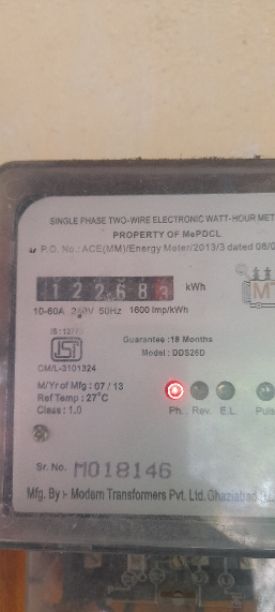 SINGLE PHASE TWO-WIRE ELECTRONIC WATT-HOUR MET
PROPERTY OF MePDCL
P.O. No.: ACE(MM)/Energy Meter/2013/3 dated 08/0
122683 kWh
10-60A 240V 50Hz 1600 Imp/kWh
IS:13779
Guarantee :18 Months
Model : DDS26D
CM/L-3101324
M/Yr of Mfg : 07 / 13
Ref Temp : 27°C
Class : 1.0
Ph. Rev. E.L. Puls
Sr. No. M018146
Mfg. By :- Modern Transformers Pvt. Ltd. Ghaziabad